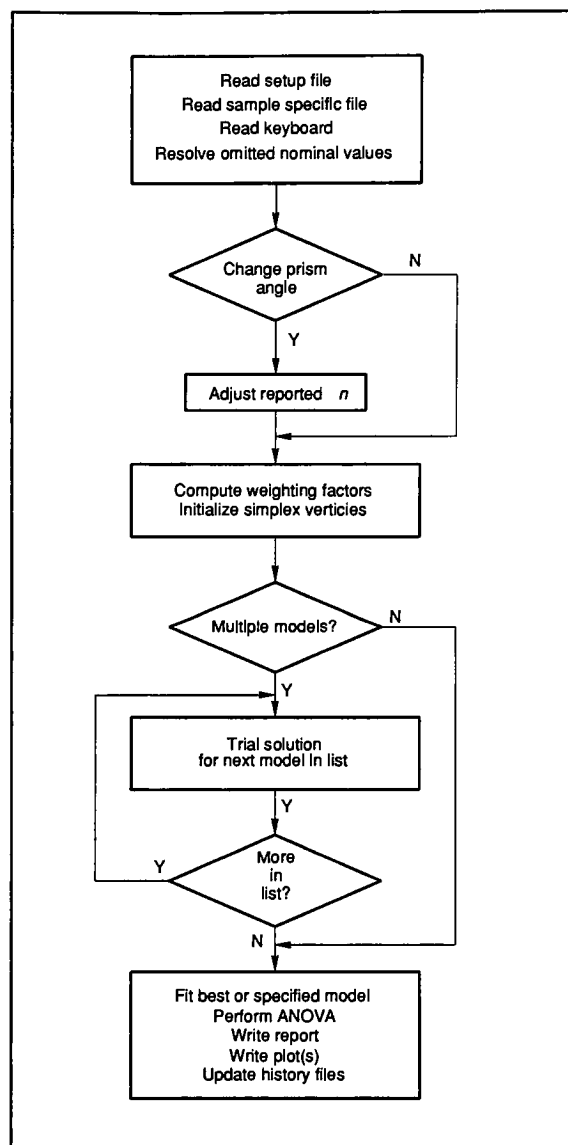 Read setup file
Read sample specific file
Read keyboard
Resolve omitted nominal values
Change prism
angle
N
Y
Adjust reported n
Compute weighting factors
Initialize simplex verticies
Multiple models?
N
Y
Trial solution
for next model in list
Y
More
in
list?
Y
N
Fit best or specified model
Perform ANOVA
Write report
Write plot(s)
Update history files